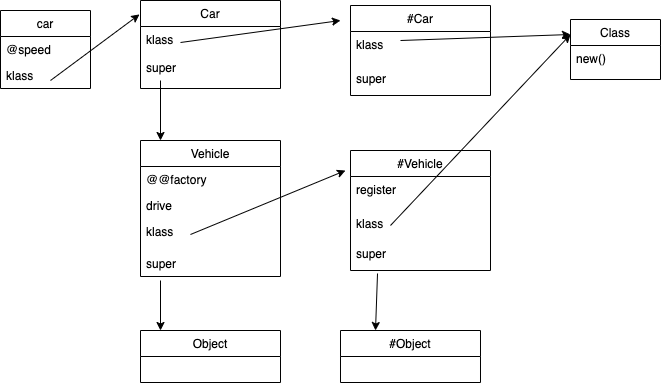 car
@speed
klass
Car
klass
super
#Car
klass
super
Class
new()
Vehicle
@@factory
drive
klass
super
#Vehicle
register
klass
super
Object
#Object